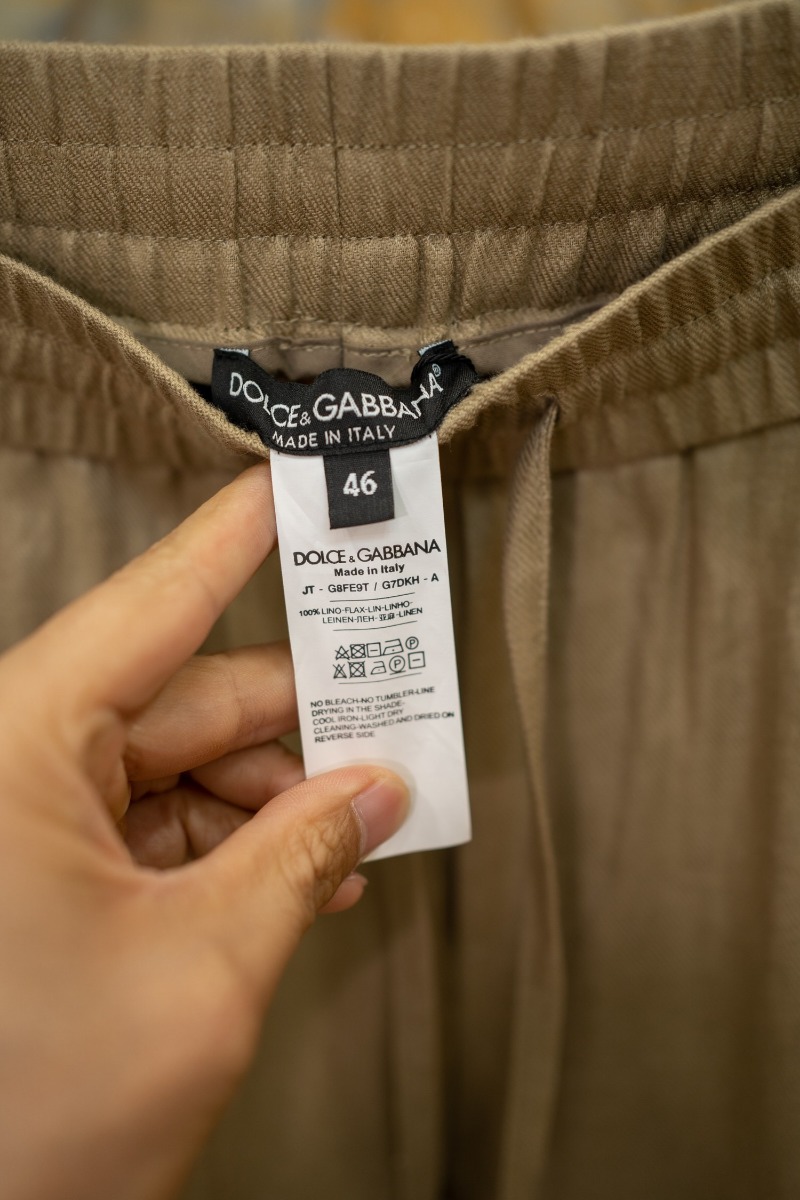 DOLCE&GABBANA®
MADE IN ITALY
46
DOLCE & GABBANA
Made in Italy
JT - G8FE9T / G7DKH - A
100% LINO-FLAX-LIN-LINHO-
LEINEN-ЛЕН-亚麻-LINEN
P
P
NO BLEACH-NO TUMBLER-LINE
DRYING IN THE SHADE-
COOL IRON-LIGHT DRY
CLEANING-WASHED AND DRIED ON
REVERSE SIDE